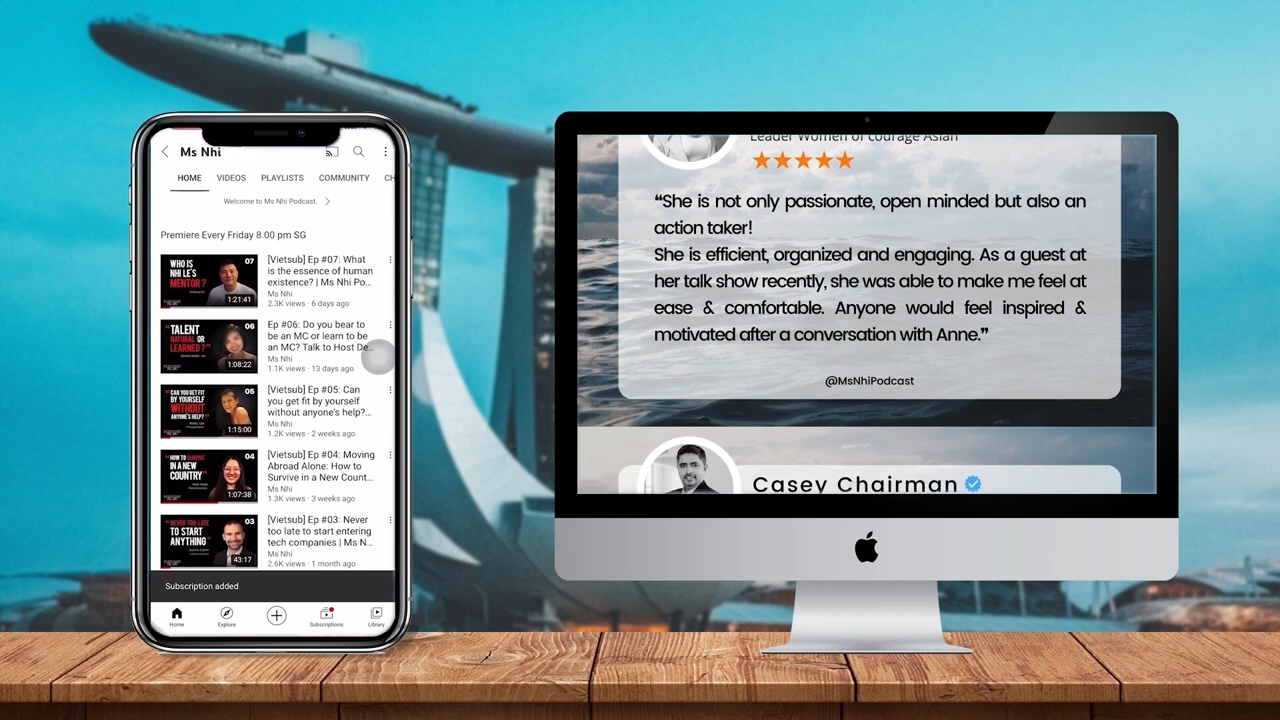 Ms Nhi
HOME VIDEOS PLAYLISTS COMMUNITY CH
Welcome to Ms Nhi Podcast.
Premiere Every Friday 8.00 pm SG
WHO IS
NHI LE'S
MENTOR ?
07
1:21:41
[Vietsub] Ep #07: What
is the essence of human
existence? | Ms Nhi Po...
Ms Nhi
2.3K views · 6 days ago
TALENT
NATURAL OR
LEARNED ?
06
1:08:22
Ep #06: Do you bear to
be an MC or learn to be
an MC? Talk to Host De...
Ms Nhi
1.1K views · 13 days ago
CAN YOU GET FIT
BY YOURSELF
WITHOUT
ANYONE'S HELP?
05
1:15:00
[Vietsub] Ep #05: Can
you get fit by yourself
without anyone's help?...
Ms Nhi
1.2K views · 2 weeks ago
HOW TO SURVIVE
IN A NEW
COUNTRY
04
1:07:38
[Vietsub] Ep #04: Moving
Abroad Alone: How to
Survive in a New Count...
Ms Nhi
1.3K views · 3 weeks ago
NEVER TOO LATE
TO START
ANYTHING
03
43:17
[Vietsub] Ep #03: Never
too late to start entering
tech companies | Ms N...
Ms Nhi
2.6K views · 1 month ago
Subscription added
Home Explore Subscriptions Library
Leader Women of courage Asian
❝She is not only passionate, open minded but also an
action taker!
She is efficient, organized and engaging. As a guest at
her talk show recently, she was able to make me feel at
ease & comfortable. Anyone would feel inspired &
motivated after a conversation with Anne.❞
@MsNhiPodcast
Casey Chairman